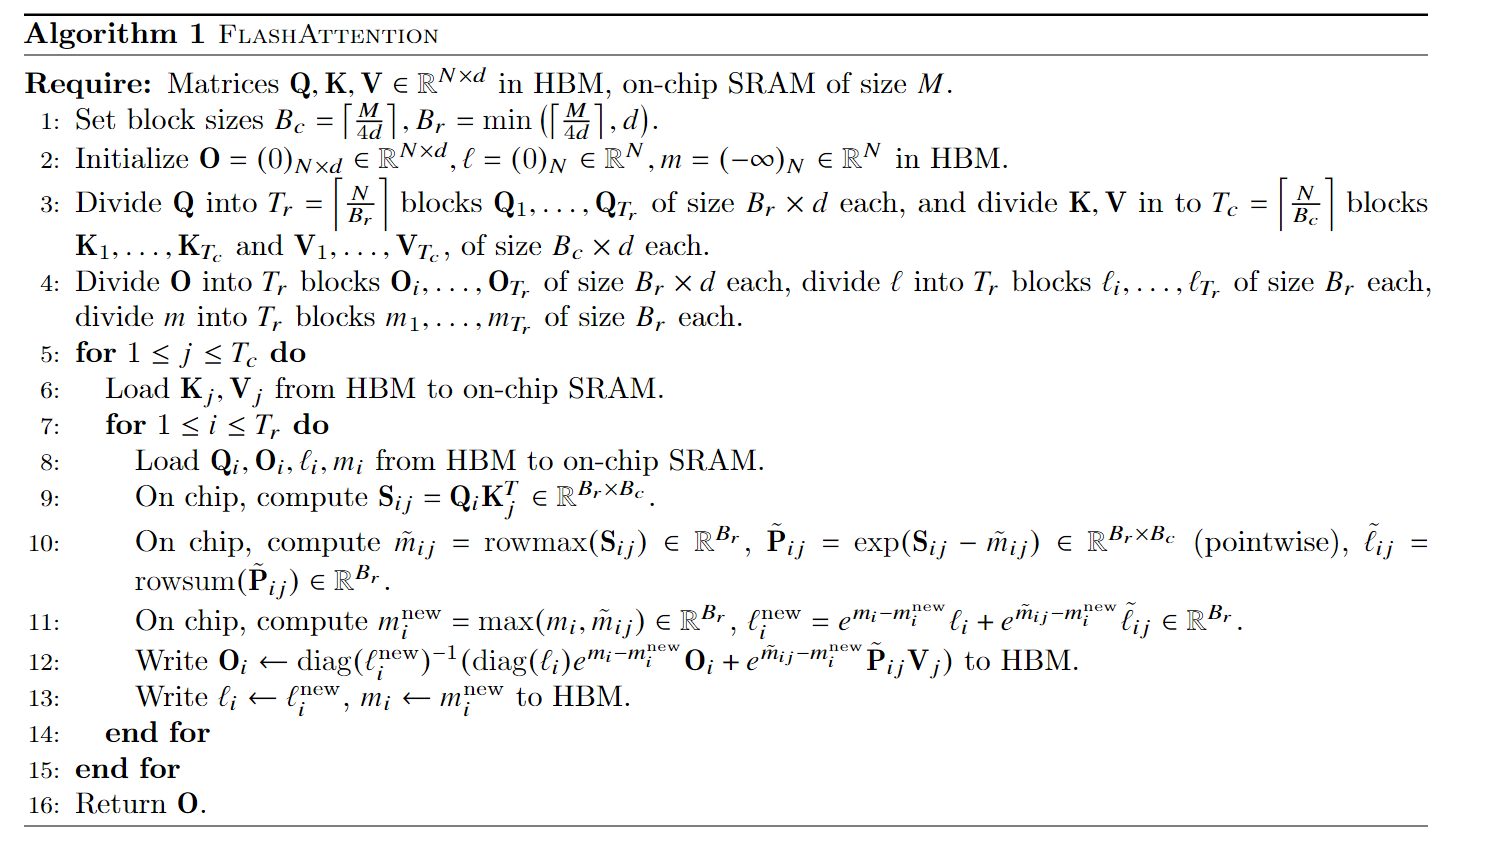 Algorithm 1 FLASHATTENTION
Require: Matrices Q, K, V ∈ ℝ^{N×d} in HBM, on-chip SRAM of size M.
1: Set block sizes B_c = ⌈M/4d⌉, B_r = min (⌈M/4d⌉, d).
2: Initialize O = (0)_{N×d} ∈ ℝ^{N×d}, ℓ = (0)_N ∈ ℝ^N, m = (−∞)_N ∈ ℝ^N in HBM.
3: Divide Q into T_r = ⌈N/B_r⌉ blocks Q_1, . . . , Q_{T_r} of size B_r × d each, and divide K, V in to T_c = ⌈N/B_c⌉ blocks
K_1, . . . , K_{T_c} and V_1, . . . , V_{T_c}, of size B_c × d each.
4: Divide O into T_r blocks O_i, . . . , O_{T_r} of size B_r × d each, divide ℓ into T_r blocks ℓ_i, . . . , ℓ_{T_r} of size B_r each,
divide m into T_r blocks m_1, . . . , m_{T_r} of size B_r each.
5: for 1 ≤ j ≤ T_c do
6: Load K_j, V_j from HBM to on-chip SRAM.
7: for 1 ≤ i ≤ T_r do
8: Load Q_i, O_i, ℓ_i, m_i from HBM to on-chip SRAM.
9: On chip, compute S_{ij} = Q_i K_j^T ∈ ℝ^{B_r×B_c}.
10: On chip, compute m̃_{ij} = rowmax(S_{ij}) ∈ ℝ^{B_r}, P̃_{ij} = exp(S_{ij} − m̃_{ij}) ∈ ℝ^{B_r×B_c} (pointwise), ℓ̃_{ij} =
rowsum(P̃_{ij}) ∈ ℝ^{B_r}.
11: On chip, compute m_i^{new} = max(m_i, m̃_{ij}) ∈ ℝ^{B_r}, ℓ_i^{new} = e^{m_i−m_i^{new}} ℓ_i + e^{m̃_{ij}−m_i^{new}} ℓ̃_{ij} ∈ ℝ^{B_r}.
12: Write O_i ← diag(ℓ_i^{new})^{−1}(diag(ℓ_i)e^{m_i−m_i^{new}} O_i + e^{m̃_{ij}−m_i^{new}} P̃_{ij}V_j) to HBM.
13: Write ℓ_i ← ℓ_i^{new}, m_i ← m_i^{new} to HBM.
14: end for
15: end for
16: Return O.